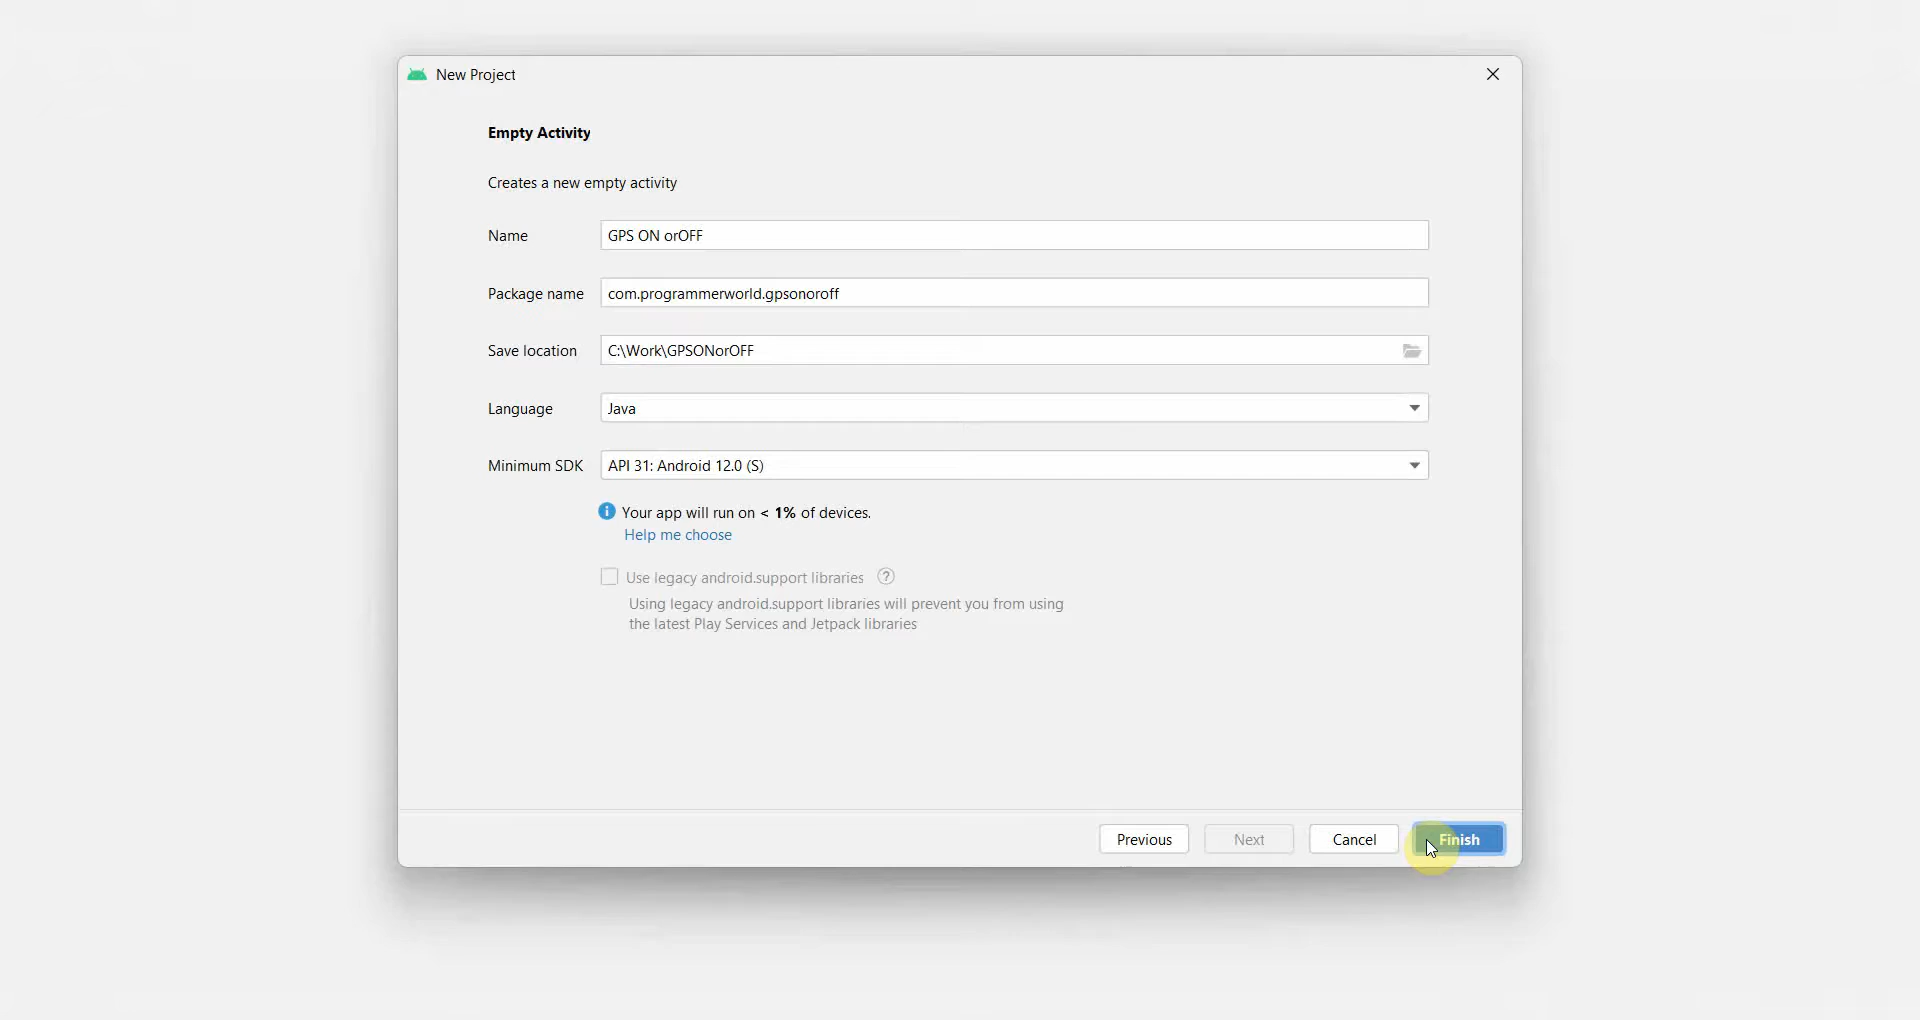 New Project
Empty Activity
Creates a new empty activity
Name GPS ON orOFF
Package name com.programmerworld.gpsonoroff
Save location C:\Work\GPSONorOFF
Language Java
Minimum SDK API 31: Android 12.0 (S)
i Your app will run on < 1% of devices.
Help me choose
Use legacy android.support libraries ?
Using legacy android.support libraries will prevent you from using
the latest Play Services and Jetpack libraries
Previous Next Cancel Finish